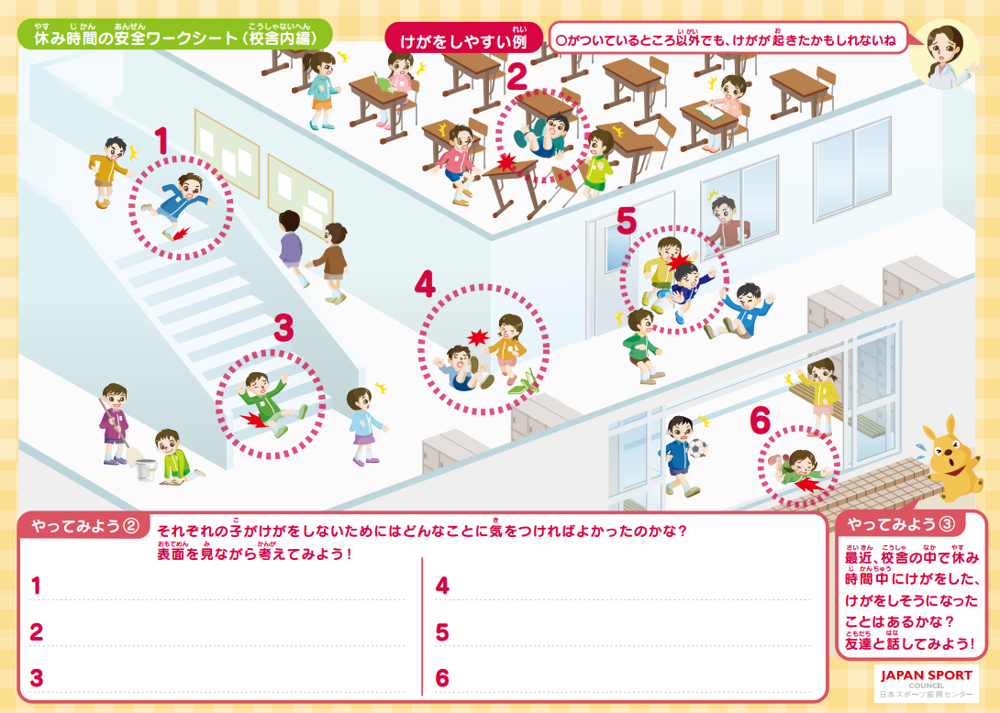 休み時間の安全ワークシート（校舎内編）
けがをしやすい例
○がついているところ以外でも、けがが起きたかもしれないね
1
2
3
4
5
6
やってみよう②
それぞれの子がけがをしないためにはどんなことに気をつければよかったのかな？
表面を見ながら考えてみよう！
1
2
3
4
5
6
やってみよう③
最近、校舎の中で休み
時間中にけがをした、
けがをしそうになった
ことはあるかな？
友達と話してみよう！
JAPAN SPORT
COUNCIL
日本スポーツ振興センター